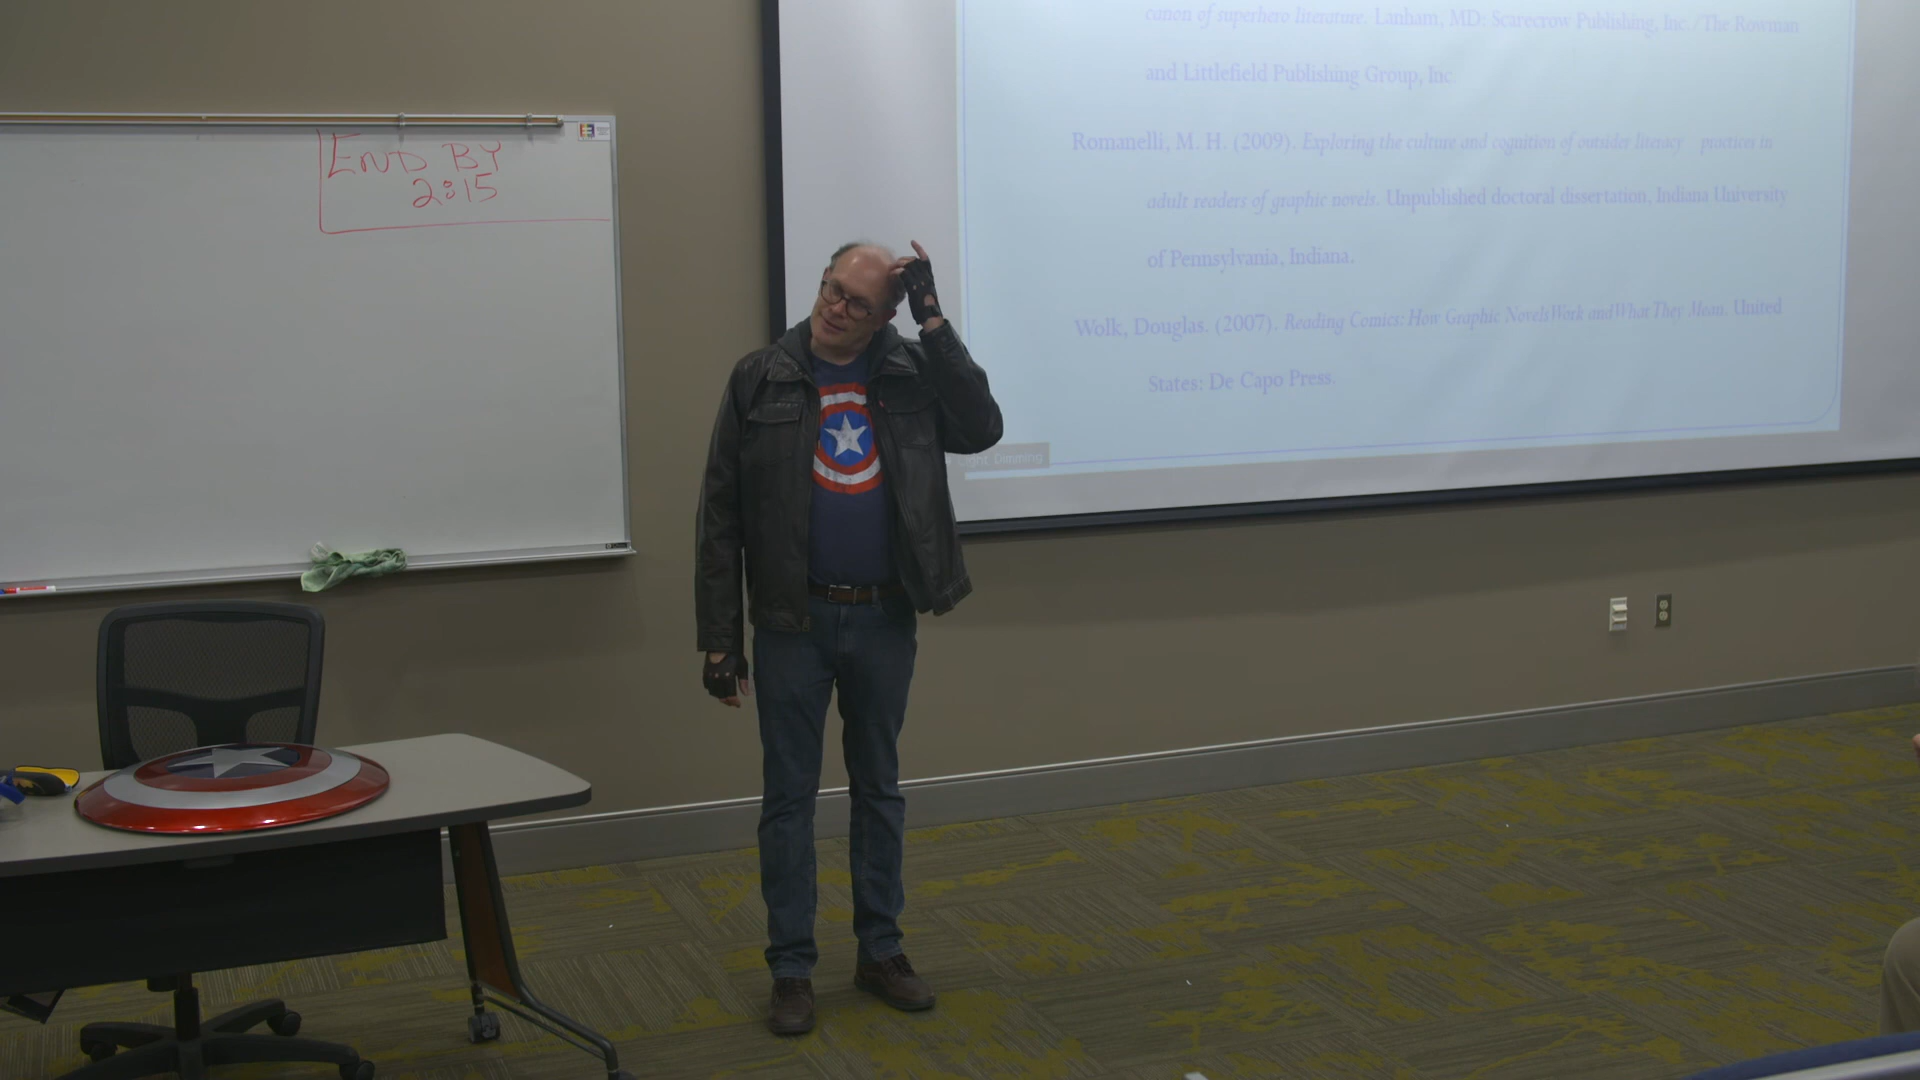 END BY
2:15
canon of superhero literature. Lanham, MD: Scarecrow Publishing, Inc. / The Rowman
and Littlefield Publishing Group, Inc
Romanelli, M. H. (2009). Exploring the culture and cognition of outsider literacy practices in
adult readers of graphic novels. Unpublished doctoral dissertation, Indiana University
of Pennsylvania, Indiana.
Wolk, Douglas. (2007). Reading Comics: How Graphic Novels Work and What They Mean. United
States: De Capo Press.
Light Dimming